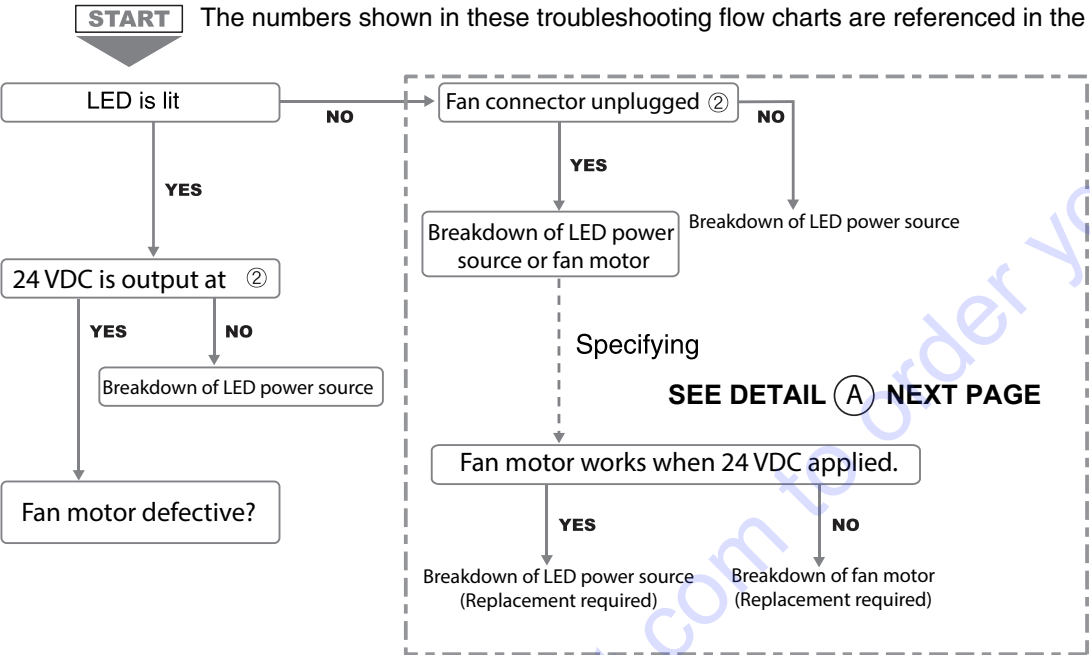 START
The numbers shown in these troubleshooting flow charts are referenced in the
LED is lit
NO
YES
24 VDC is output at ②
YES
NO
Breakdown of LED power source
Fan motor defective?
Fan connector unplugged ②
NO
YES
Breakdown of LED power source
Breakdown of LED power
source or fan motor
Specifying
SEE DETAIL Ⓐ NEXT PAGE
Fan motor works when 24 VDC applied.
YES
NO
Breakdown of LED power source
(Replacement required)
Breakdown of fan motor
(Replacement required)
com to order yo